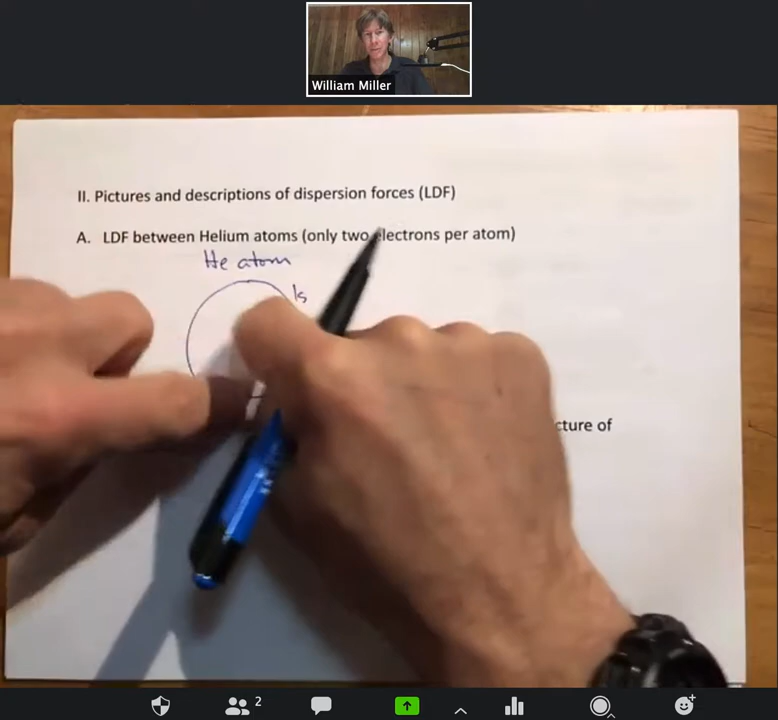 William Miller
II. Pictures and descriptions of dispersion forces (LDF)
A. LDF between Helium atoms (only two electrons per atom)
He atom
1s
cture of
2